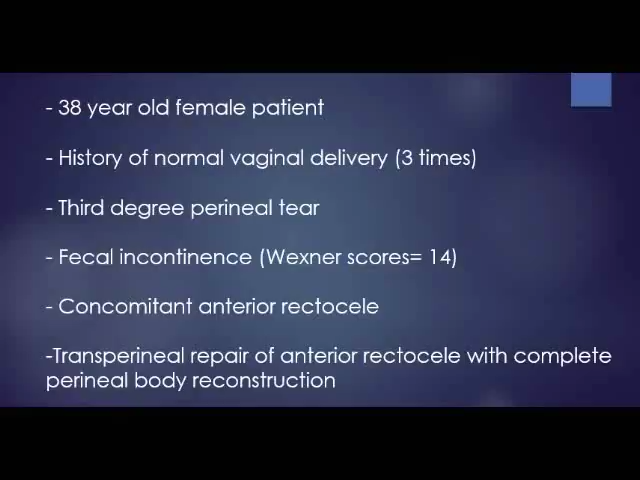 - 38 year old female patient
- History of normal vaginal delivery (3 times)
- Third degree perineal tear
- Fecal incontinence (Wexner scores= 14)
- Concomitant anterior rectocele
-Transperineal repair of anterior rectocele with complete
perineal body reconstruction